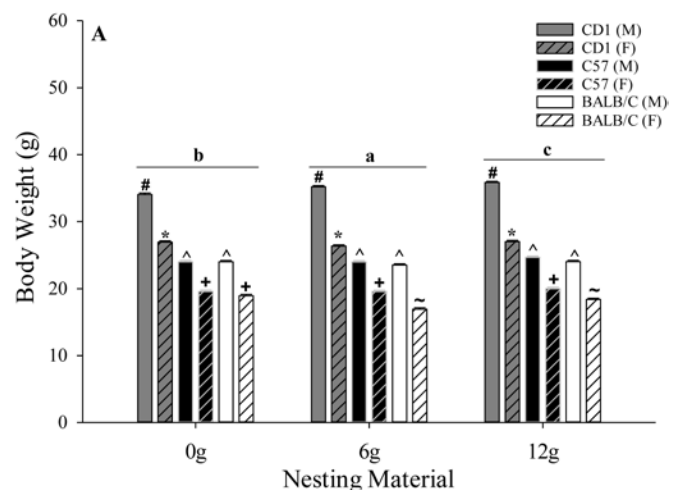 A
60
50
40
30
20
10
0
Body Weight (g)
CD1 (M)
CD1 (F)
C57 (M)
C57 (F)
BALB/C (M)
BALB/C (F)
b a c
# * ^ + ^ +
# * ^ + ^ ~
# * ^ + ^ ~
0g 6g 12g
Nesting Material